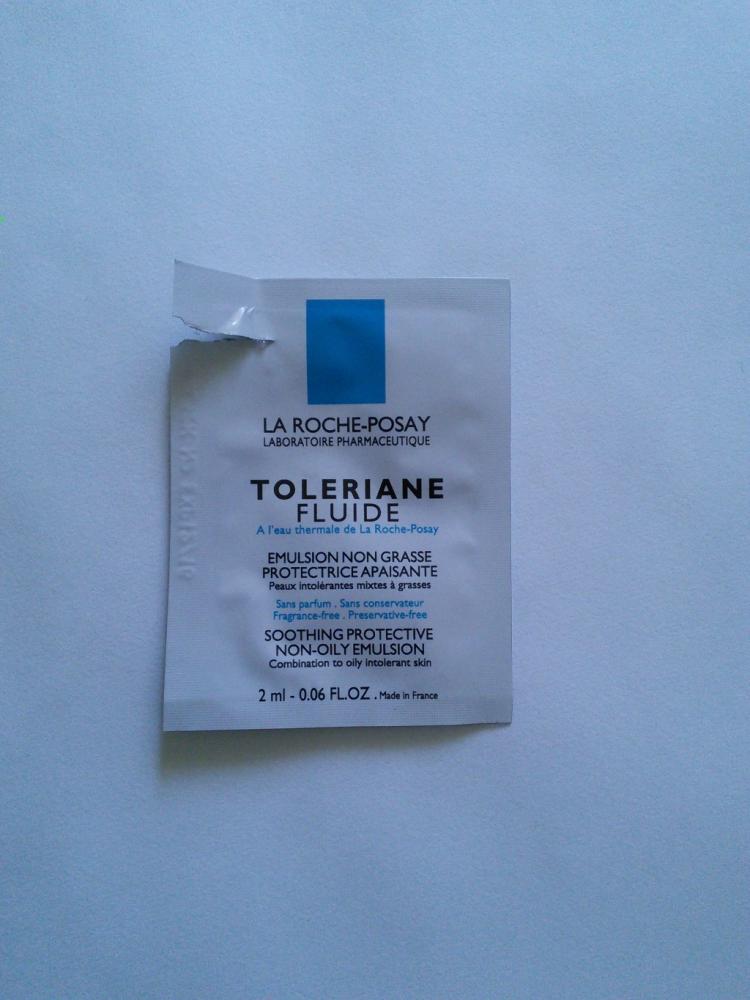 LA ROCHE-POSAY
LABORATOIRE PHARMACEUTIQUE
TOLERIANE
FLUIDE
A l'eau thermale de La Roche-Posay
EMULSION NON GRASSE
PROTECTRICE APAISANTE
Peaux intolérantes mixtes à grasses
Sans parfum . Sans conservateur
Fragrance-free . Preservative-free
SOOTHING PROTECTIVE
NON-OILY EMULSION
Combination to oily intolerant skin
2 ml - 0.06 FL.OZ . Made in France